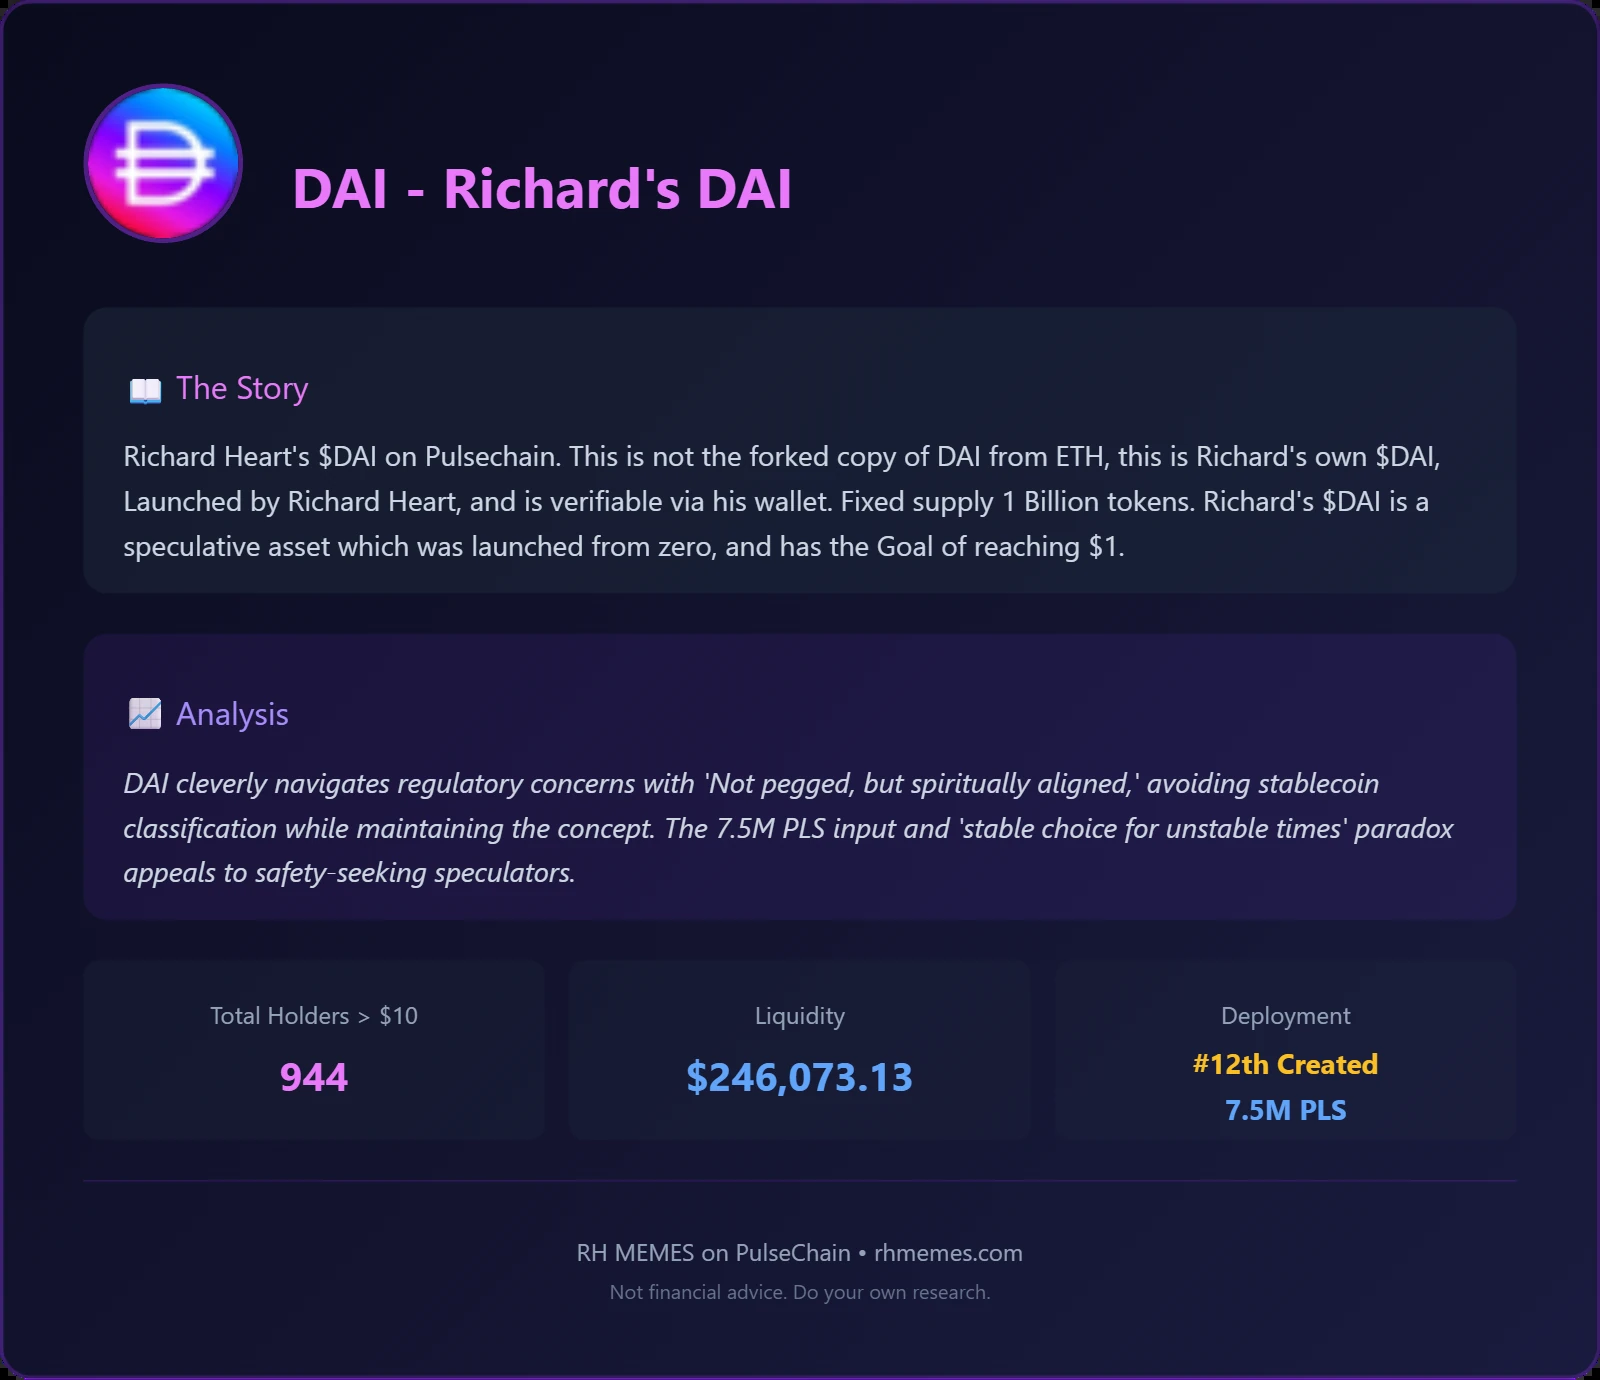 DAI - Richard's DAI
📖 The Story
Richard Heart's $DAI on Pulsechain. This is not the forked copy of DAI from ETH, this is Richard's own $DAI,
Launched by Richard Heart, and is verifiable via his wallet. Fixed supply 1 Billion tokens. Richard's $DAI is a
speculative asset which was launched from zero, and has the Goal of reaching $1.
📈 Analysis
DAI cleverly navigates regulatory concerns with 'Not pegged, but spiritually aligned,' avoiding stablecoin
classification while maintaining the concept. The 7.5M PLS input and 'stable choice for unstable times' paradox
appeals to safety-seeking speculators.
Total Holders > $10
944
Liquidity
$246,073.13
Deployment
#12th Created
7.5M PLS
RH MEMES on PulseChain • rhmemes.com
Not financial advice. Do your own research.